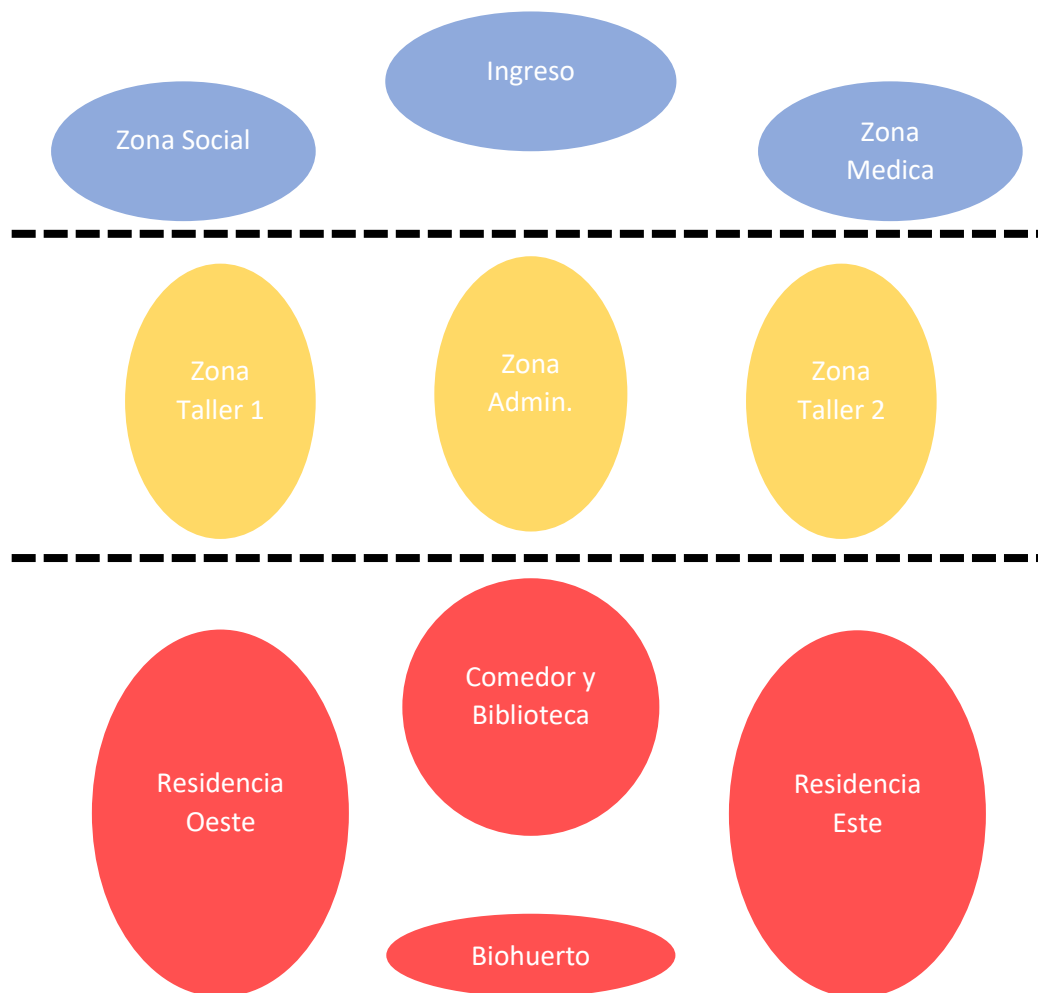 Ingreso
Zona Social
Zona
Medica
Zona
Taller 1
Zona
Admin.
Zona
Taller 2
Comedor y
Biblioteca
Residencia
Oeste
Residencia
Este
Biohuerto